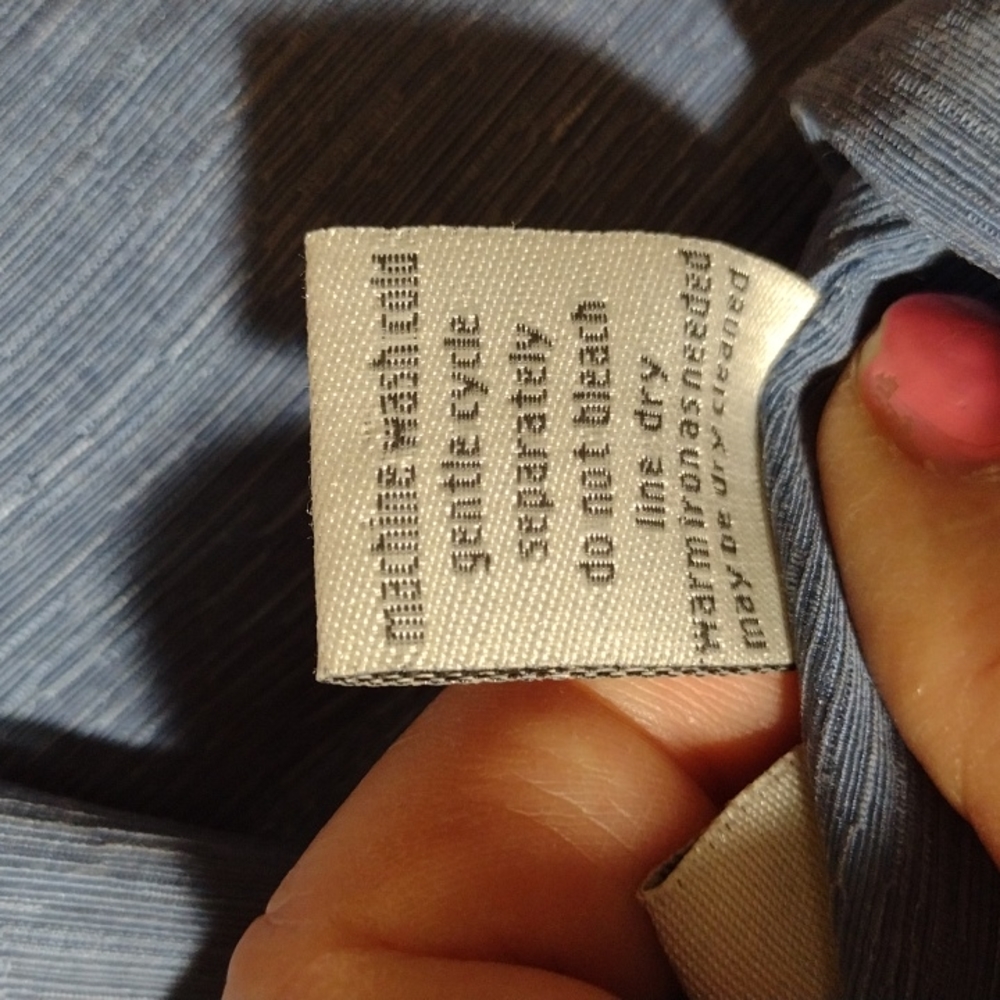 machine wash cold
gentle cycle
separately
do not bleach
line dry
warm iron as needed
may be dry cleaned